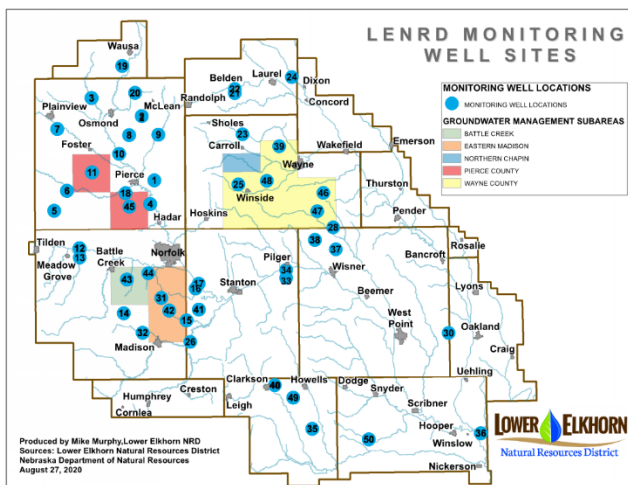 LENRD MONITORING
WELL SITES
MONITORING WELL LOCATIONS
MONITORING WELL LOCATIONS
GROUNDWATER MANAGEMENT SUBAREAS
BATTLE CREEK
EASTERN MADISON
NORTHERN CHAPIN
PIERCE COUNTY
WAYNE COUNTY
Wausa
19
3
20
McLean
Plainview
Osmond
2
7
8
9
Foster
10
11
Pierce
1
6
18
5
45
4
Hadar
Belden
Laurel
24
Dixon
22
21
Randolph
Concord
Sholes
23
Carroll
39
Wakefield
Emerson
Wayne
25
48
Winside
46
Thurston
47
Pender
Hoskins
28
Tilden
12
13
Battle
Creek
Norfolk
Meadow
Grove
43
44
17
16
31
42
41
14
15
32
26
Madison
Pilger
34
33
Stanton
38
37
Wisner
Bancroft
Rosalie
Beemer
Lyons
West
Point
30
Oakland
Craig
Uehling
Humphrey
Creston
Cornlea
Clarkson
40
Howells
Leigh
49
35
Dodge
Snyder
Scribner
Hooper
36
50
Winslow
Nickerson
LOWER ELKHORN
Natural Resources District
Produced by Mike Murphy,Lower Elkhorn NRD
Sources: Lower Elkhorn Natural Resources District
Nebraska Department of Natural Resources
August 27, 2020